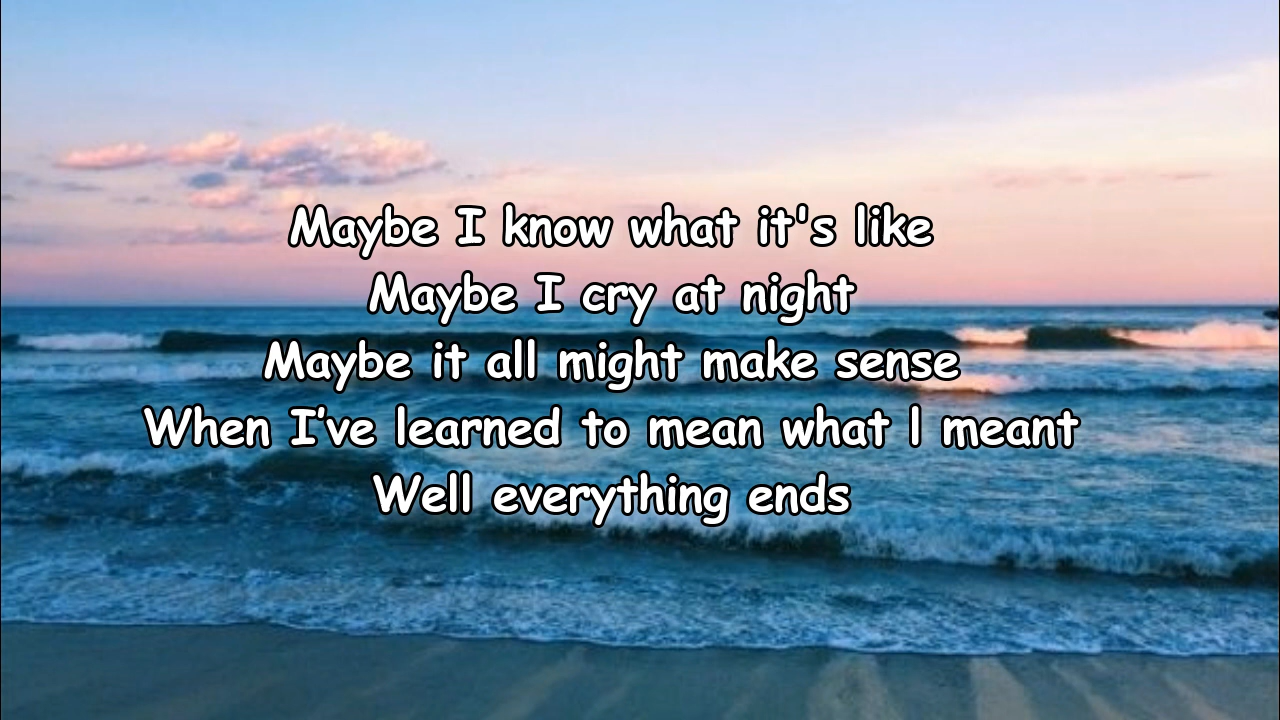 Maybe I know what it's like
Maybe I cry at night
Maybe it all might make sense
When I‘ve learned to mean what l meant
Well everything ends